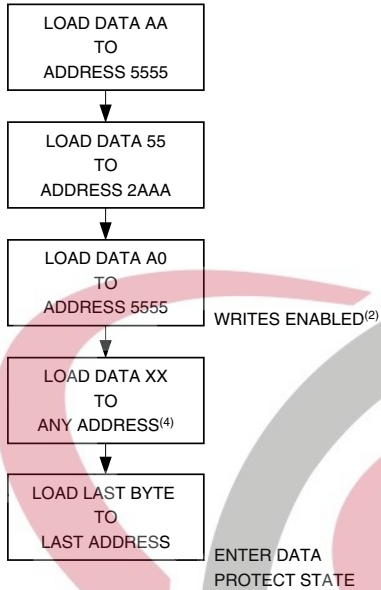 LOAD DATA AA
TO
ADDRESS 5555
LOAD DATA 55
TO
ADDRESS 2AAA
LOAD DATA A0
TO
ADDRESS 5555
WRITES ENABLED(2)
LOAD DATA XX
TO
ANY ADDRESS(4)
LOAD LAST BYTE
TO
LAST ADDRESS
ENTER DATA
PROTECT STATE